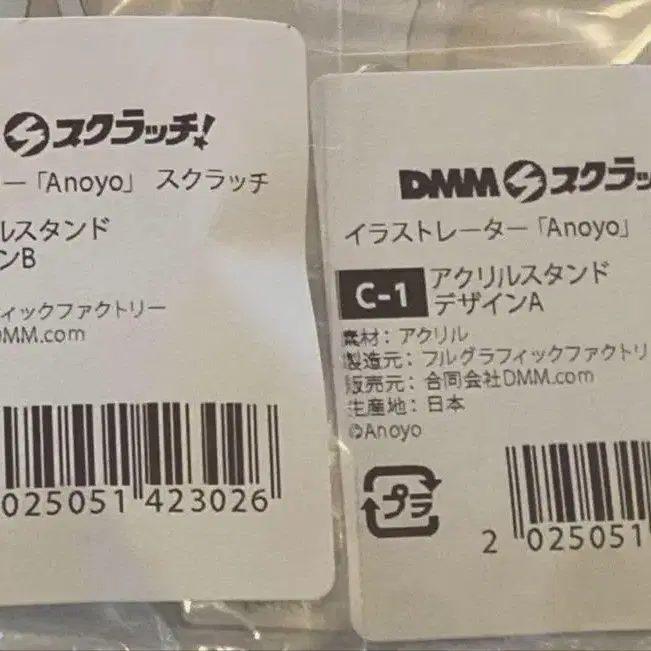 スクラッチ!
ー「Anoyo」 スクラッチ
ルスタンド
ンB
ィックファクトリー
MM.com
025051 423026
DMM スクラッ
イラストレーター「Anoyo」
C-1 アクリルスタンド
デザインA
素材：アクリル
製造元：フルグラフィックファクトリ
販売元：合同会社DMM.com
生産地：日本
©Anoyo
プラ
2 025051